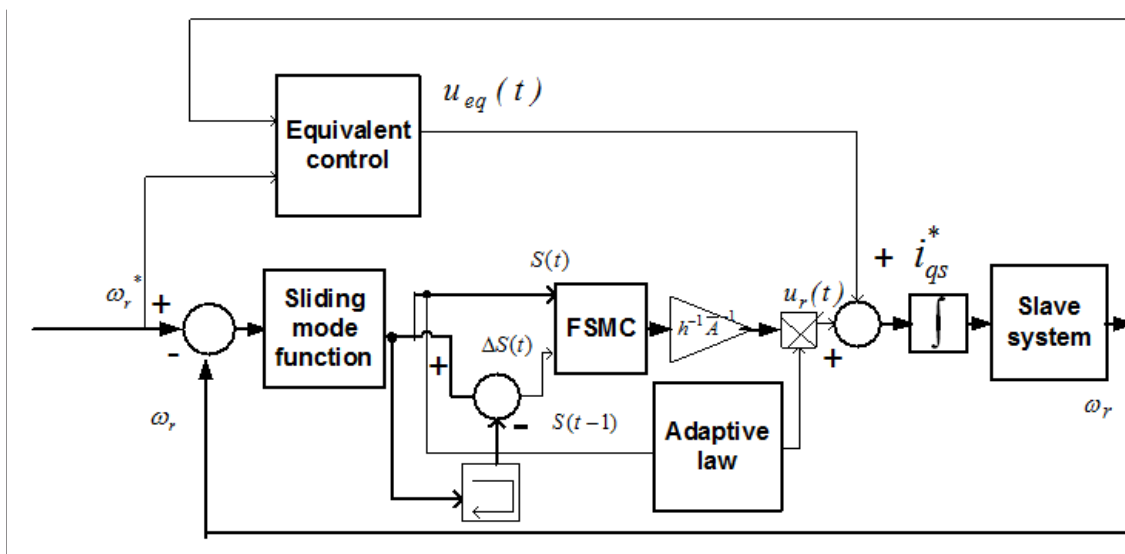 u_eq (t)
Equivalent
control
+ i*_qs
S(t)
ω_r*
+
Sliding
mode
function
u_r(t)
Slave
system
FSMC
h⁻¹ A̅⁻¹
∫
-
ΔS(t)
+
+
ω_r
ω_r
S(t−1)
-
Adaptive
law